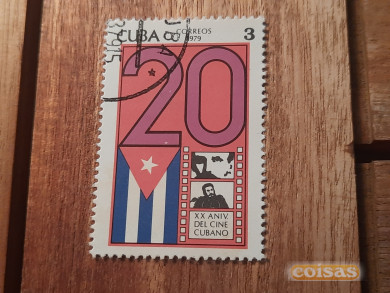 CUBA CORREOS 3
1979
20
XX ANIV.
DEL CINE
CUBANO
coisas